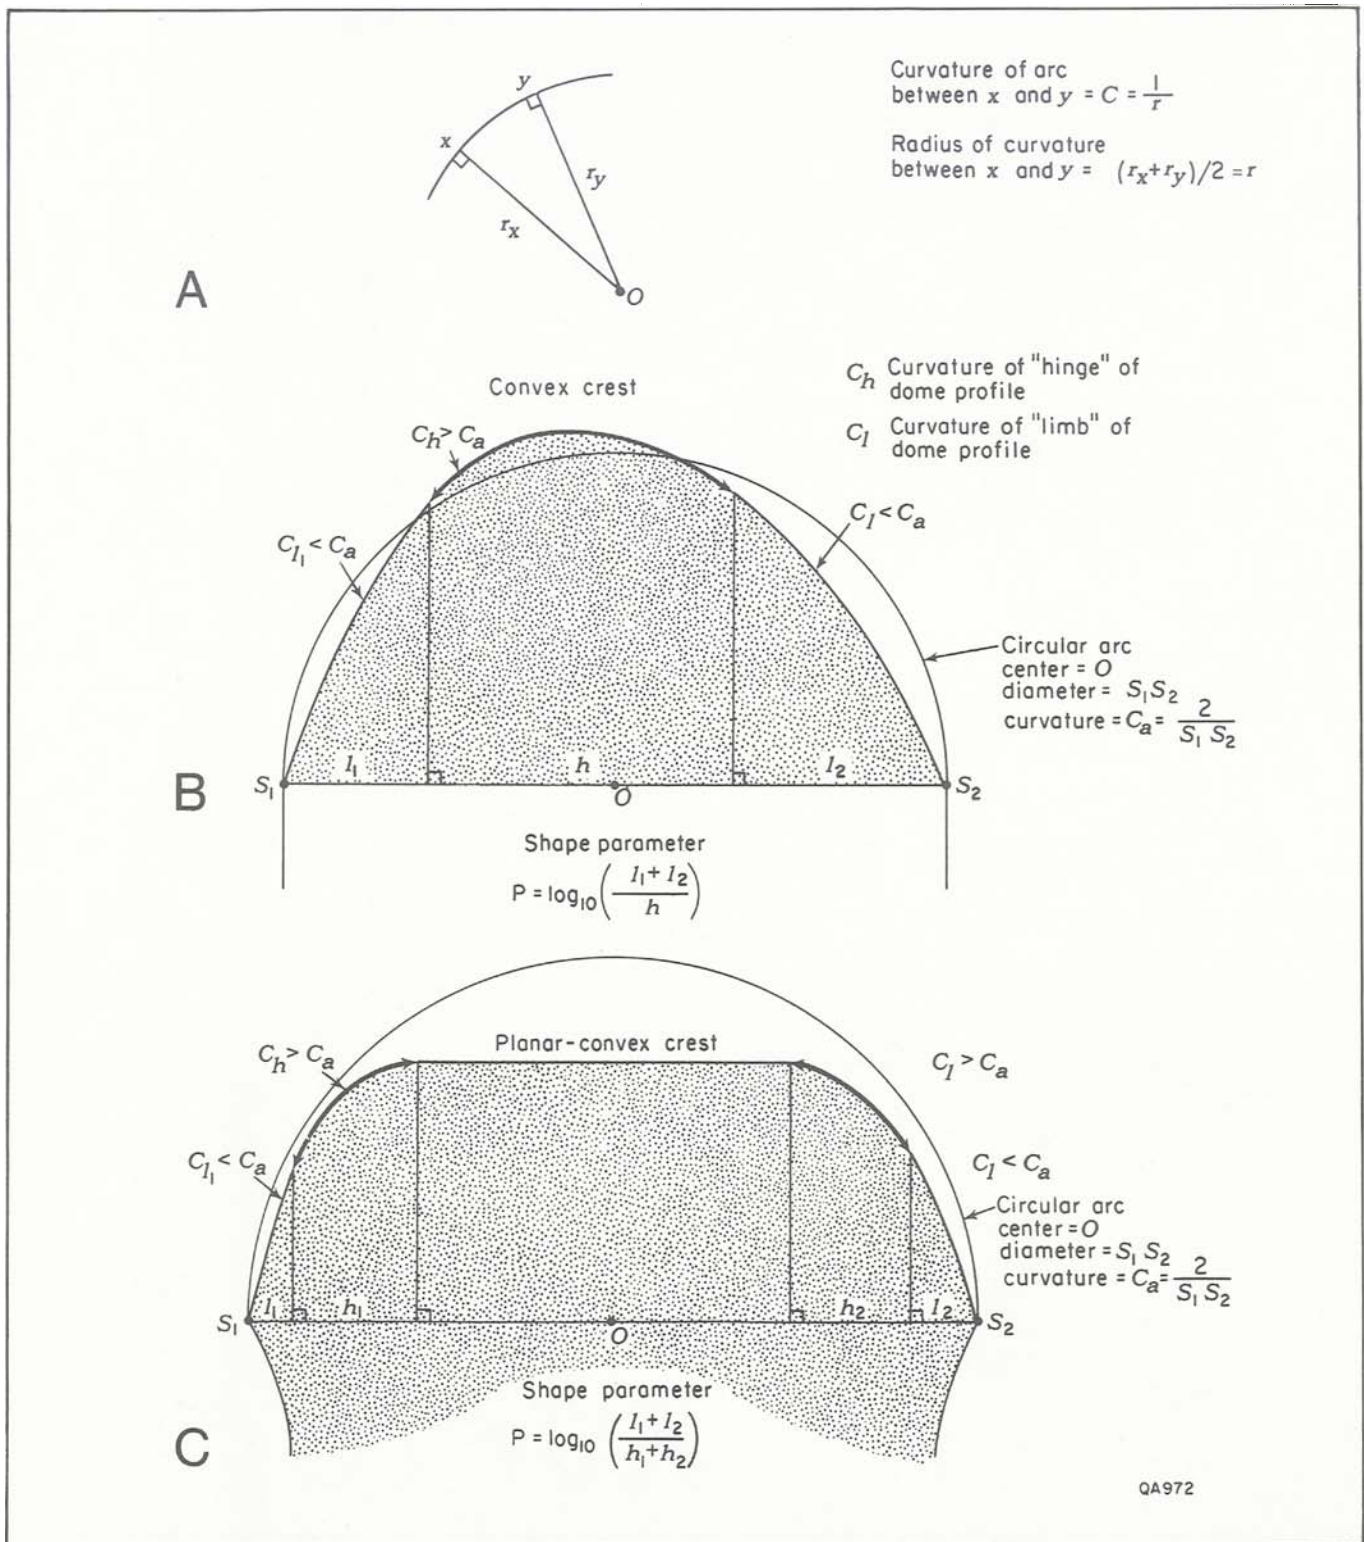 y
x
r_y
r_x
O
A
Curvature of arc
between x and y = C = 1/r
Radius of curvature
between x and y = (r_x+r_y)/2 = r
C_h Curvature of "hinge" of
dome profile
C_l Curvature of "limb" of
dome profile
Convex crest
C_h > C_a
C_l₁ < C_a
C_l < C_a
Circular arc
center = O
diameter = S₁S₂
curvature = C_a = 2/S₁ S₂
l₁
h
l₂
S₁
O
S₂
B
Shape parameter
P = log₁₀(l₁ + l₂/h)
Planar-convex crest
C_h > C_a
C_l > C_a
C_l₁ < C_a
C_l < C_a
Circular arc
center = O
diameter = S₁ S₂
curvature = C_a = 2/S₁ S₂
l₁
h₁
h₂
l₂
S₁
O
S₂
Shape parameter
P = log₁₀ (l₁ + l₂/h₁ + h₂)
C
QA972